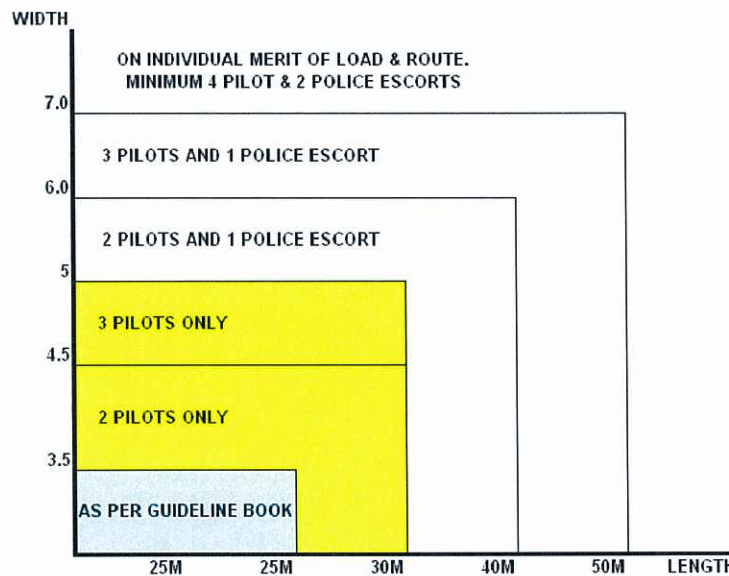 WIDTH
ON INDIVIDUAL MERIT OF LOAD & ROUTE.
MINIMUM 4 PILOT & 2 POLICE ESCORTS
7.0
3 PILOTS AND 1 POLICE ESCORT
6.0
2 PILOTS AND 1 POLICE ESCORT
5
3 PILOTS ONLY
4.5
2 PILOTS ONLY
3.5
AS PER GUIDELINE BOOK
25M 25M 30M 40M 50M LENGTH